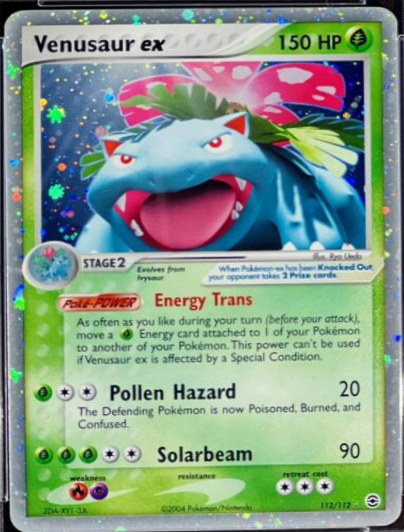 Venusaur ex 150 HP
Illus. Ryo Ueda
STAGE 2
Evolves from
Ivysaur
When Pokémon-ex has been Knocked Out,
your opponent takes 2 Prize cards.
POKé-POWER Energy Trans
As often as you like during your turn (before your attack),
move a Energy card attached to 1 of your Pokémon
to another of your Pokémon. This power can't be used
if Venusaur ex is affected by a Special Condition.
Pollen Hazard 20
The Defending Pokémon is now Poisoned, Burned, and
Confused.
Solarbeam 90
weakness resistance retreat cost
©2004 Pokémon/Nintendo 112/112